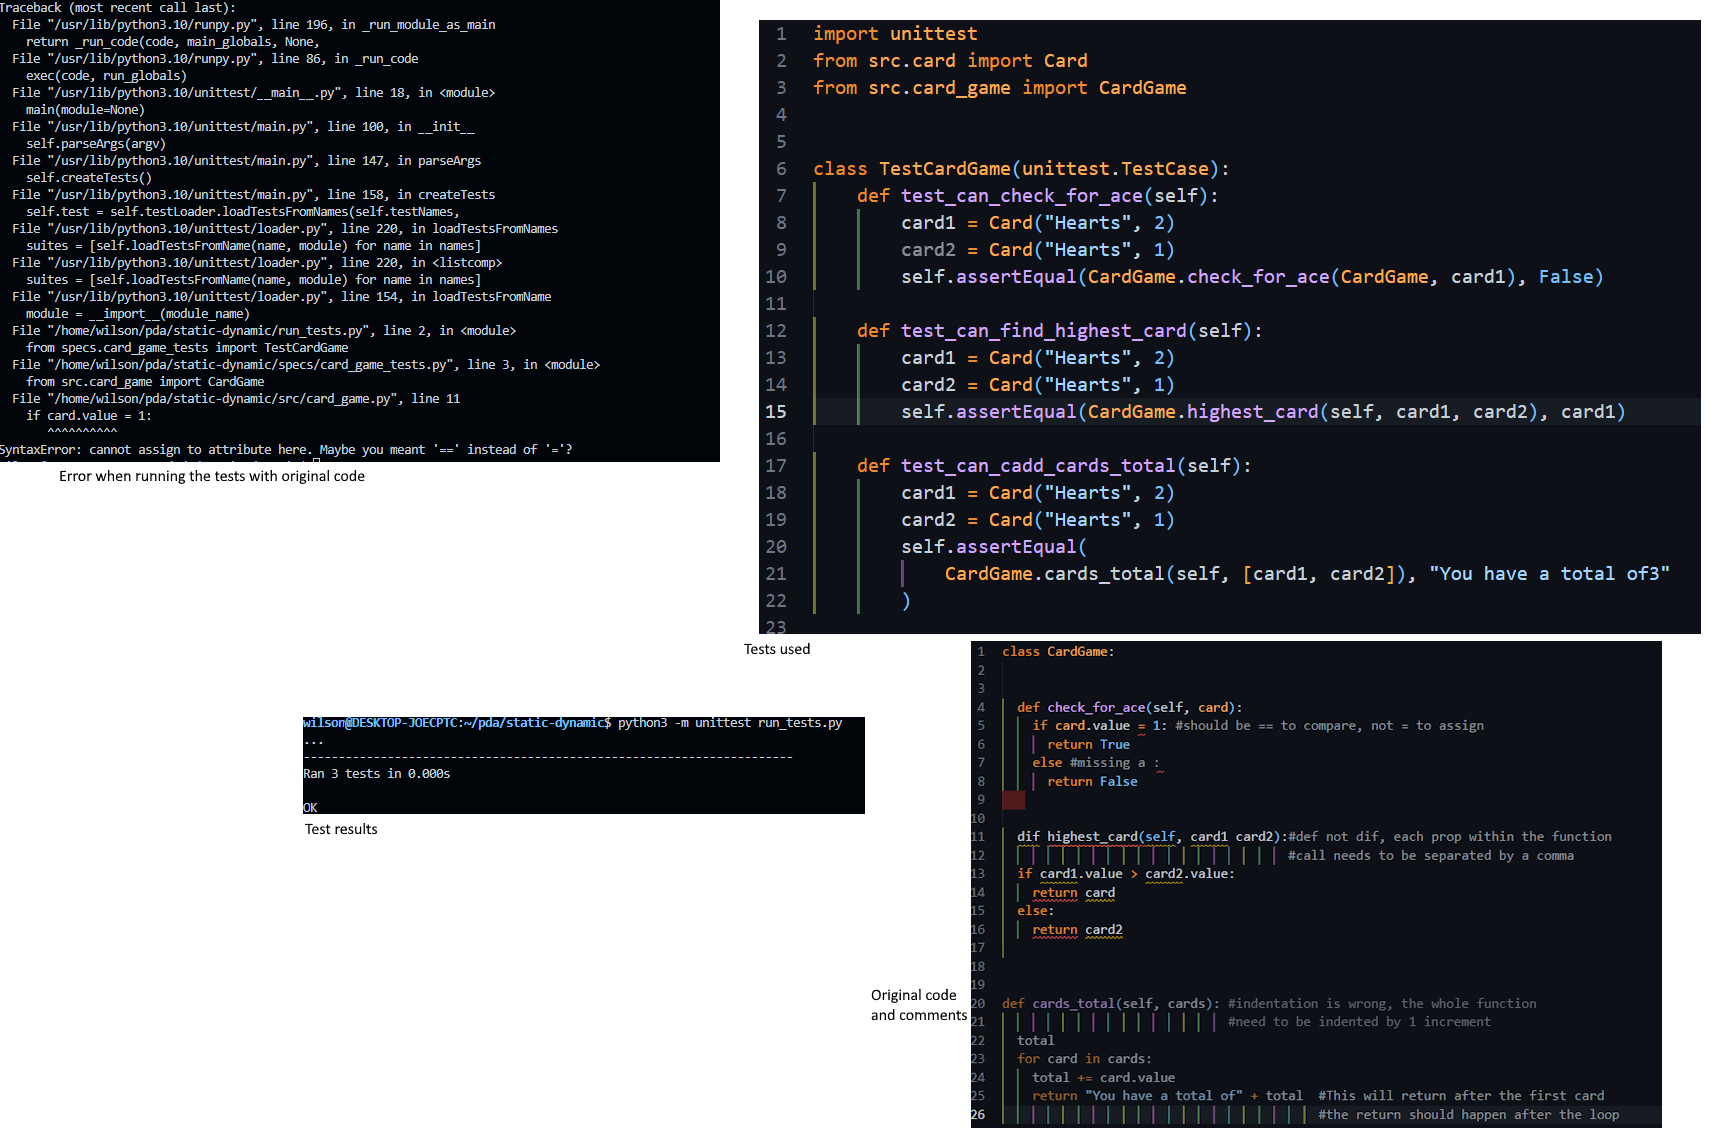 Traceback (most recent call last):
File "/usr/lib/python3.10/runpy.py", line 196, in _run_module_as_main
return _run_code(code, main_globals, None,
File "/usr/lib/python3.10/runpy.py", line 86, in _run_code
exec(code, run_globals)
File "/usr/lib/python3.10/unittest/__main__.py", line 18, in <module>
main(module=None)
File "/usr/lib/python3.10/unittest/main.py", line 100, in __init__
self.parseArgs(argv)
File "/usr/lib/python3.10/unittest/main.py", line 147, in parseArgs
self.createTests()
File "/usr/lib/python3.10/unittest/main.py", line 158, in createTests
self.test = self.testLoader.loadTestsFromNames(self.testNames,
File "/usr/lib/python3.10/unittest/loader.py", line 220, in loadTestsFromNames
suites = [self.loadTestsFromName(name, module) for name in names]
File "/usr/lib/python3.10/unittest/loader.py", line 220, in <listcomp>
suites = [self.loadTestsFromName(name, module) for name in names]
File "/usr/lib/python3.10/unittest/loader.py", line 154, in loadTestsFromName
module = __import__(module_name)
File "/home/wilson/pda/static-dynamic/run_tests.py", line 2, in <module>
from specs.card_game_tests import TestCardGame
File "/home/wilson/pda/static-dynamic/specs/card_game_tests.py", line 3, in <module>
from src.card_game import CardGame
File "/home/wilson/pda/static-dynamic/src/card_game.py", line 11
if card.value = 1:
^^^^^^^^^^
SyntaxError: cannot assign to attribute here. Maybe you meant '==' instead of '='?
Error when running the tests with original code
1 import unittest
2 from src.card import Card
3 from src.card_game import CardGame
4
5
6 class TestCardGame(unittest.TestCase):
7 def test_can_check_for_ace(self):
8 card1 = Card("Hearts", 2)
9 card2 = Card("Hearts", 1)
10 self.assertEqual(CardGame.check_for_ace(CardGame, card1), False)
11
12 def test_can_find_highest_card(self):
13 card1 = Card("Hearts", 2)
14 card2 = Card("Hearts", 1)
15 self.assertEqual(CardGame.highest_card(self, card1, card2), card1)
16
17 def test_can_cadd_cards_total(self):
18 card1 = Card("Hearts", 2)
19 card2 = Card("Hearts", 1)
20 self.assertEqual(
21 CardGame.cards_total(self, [card1, card2]), "You have a total of3"
22 )
23
Tests used
wilson@DESKTOP-JOECPTC:~/pda/static-dynamic$ python3 -m unittest run_tests.py
...
----------------------------------------------------------------------
Ran 3 tests in 0.000s
OK
Test results
1 class CardGame:
2
3
4 def check_for_ace(self, card):
5 if card.value = 1: #should be == to compare, not = to assign
6 return True
7 else #missing a :
8 return False
9
10
11 dif highest_card(self, card1 card2):#def not dif, each prop within the function
12 #call needs to be separated by a comma
13 if card1.value > card2.value:
14 return card
15 else:
16 return card2
17
18
19
20 def cards_total(self, cards): #indentation is wrong, the whole function
21 #need to be indented by 1 increment
22 total
23 for card in cards:
24 total += card.value
25 return "You have a total of" + total #This will return after the first card
26 #the return should happen after the loop
Original code
and comments